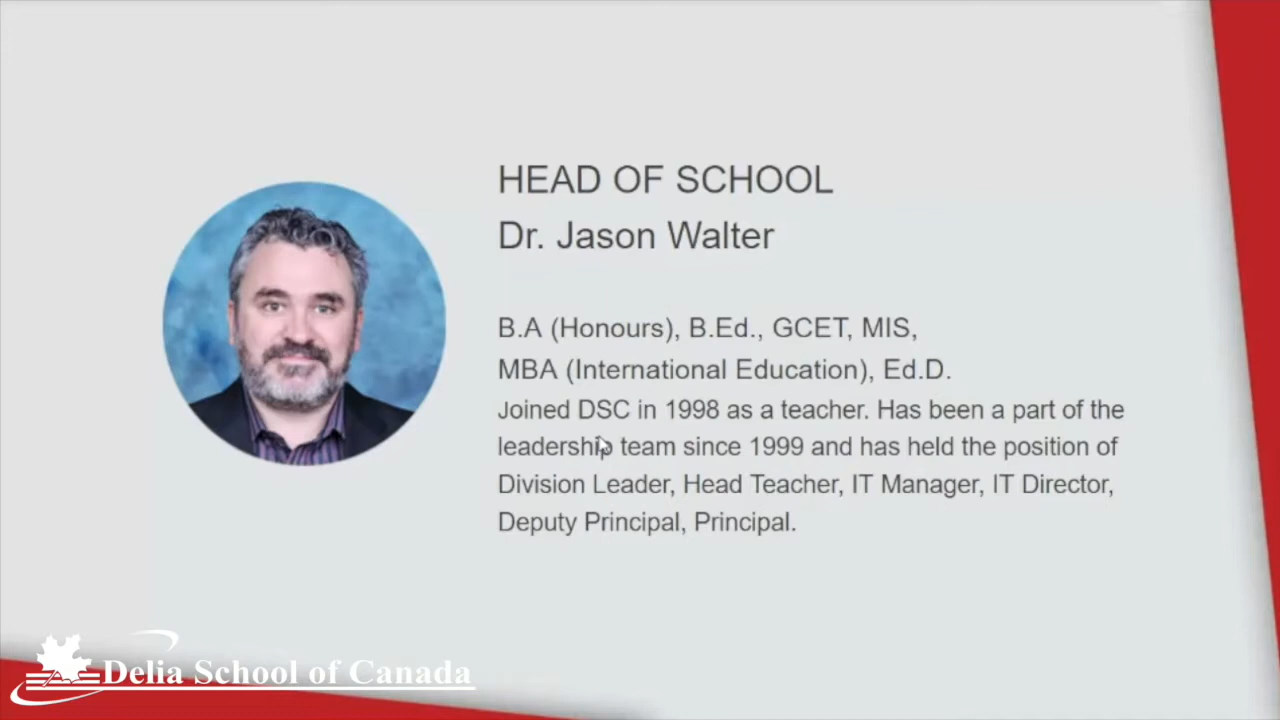 HEAD OF SCHOOL
Dr. Jason Walter
B.A (Honours), B.Ed., GCET, MIS,
MBA (International Education), Ed.D.
Joined DSC in 1998 as a teacher. Has been a part of the
leadership team since 1999 and has held the position of
Division Leader, Head Teacher, IT Manager, IT Director,
Deputy Principal, Principal.
Delia School of Canada